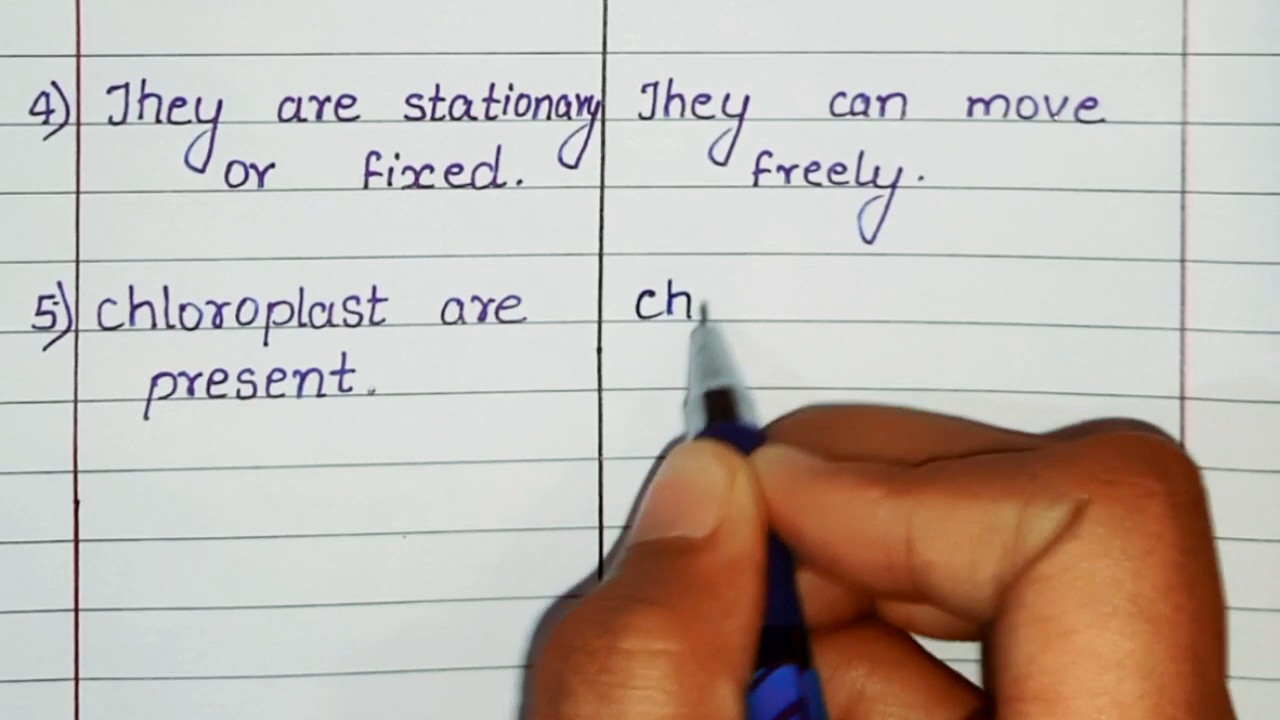 4) They are stationary
or fixed.
They can move
freely.
5) chloroplast are
present.
ch